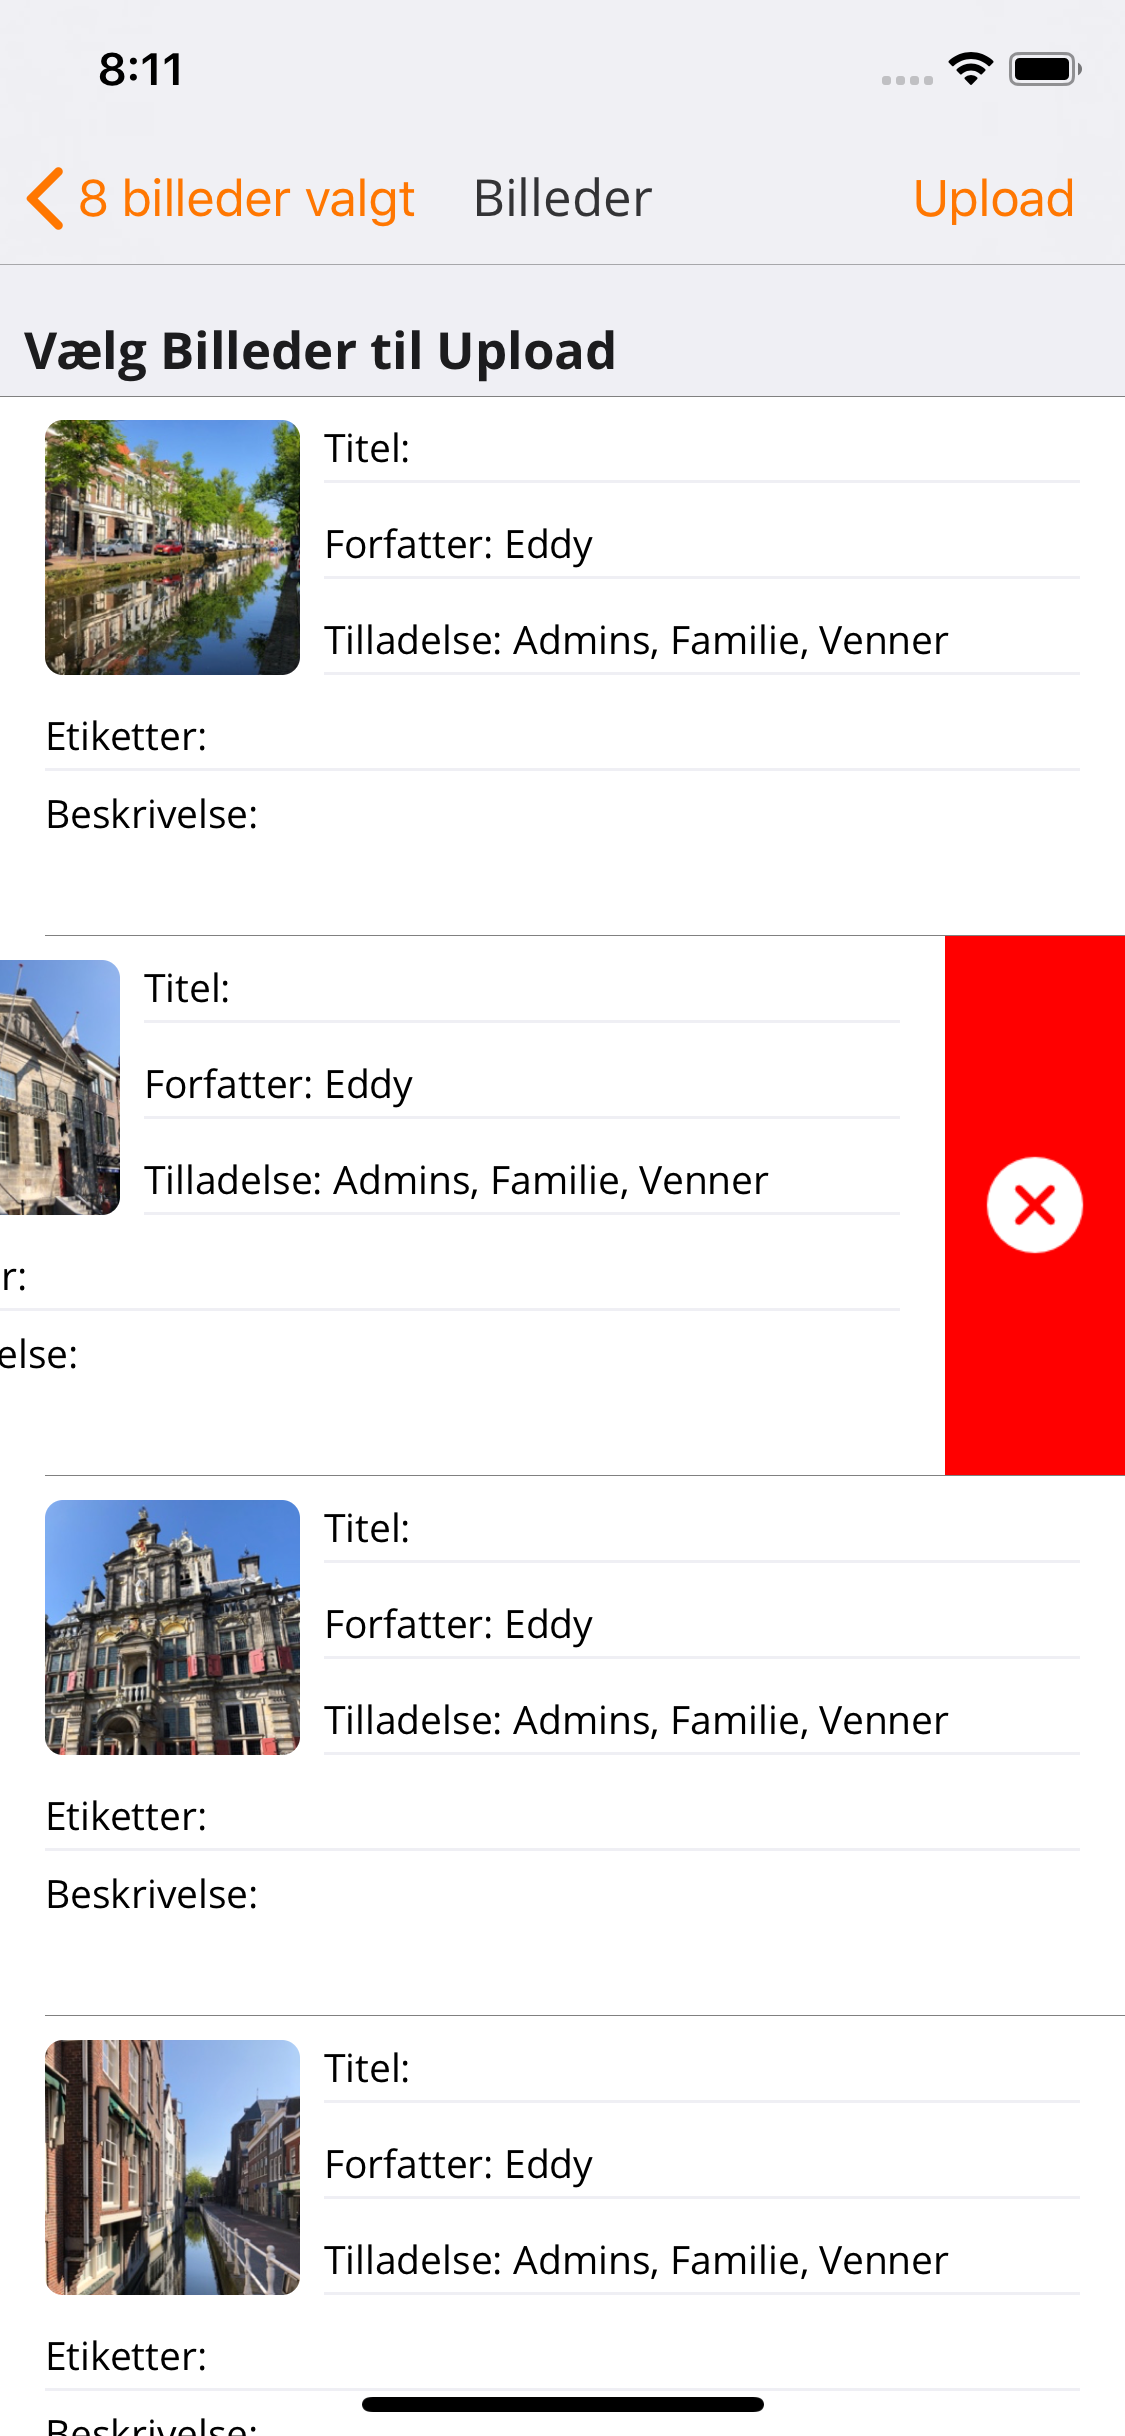 8:11
8 billeder valgt Billeder Upload
Vælg Billeder til Upload
Titel:
Forfatter: Eddy
Tilladelse: Admins, Familie, Venner
Etiketter:
Beskrivelse:
Titel:
Forfatter: Eddy
Tilladelse: Admins, Familie, Venner
r:
else:
Titel:
Forfatter: Eddy
Tilladelse: Admins, Familie, Venner
Etiketter:
Beskrivelse:
Titel:
Forfatter: Eddy
Tilladelse: Admins, Familie, Venner
Etiketter:
Beskrivelse: